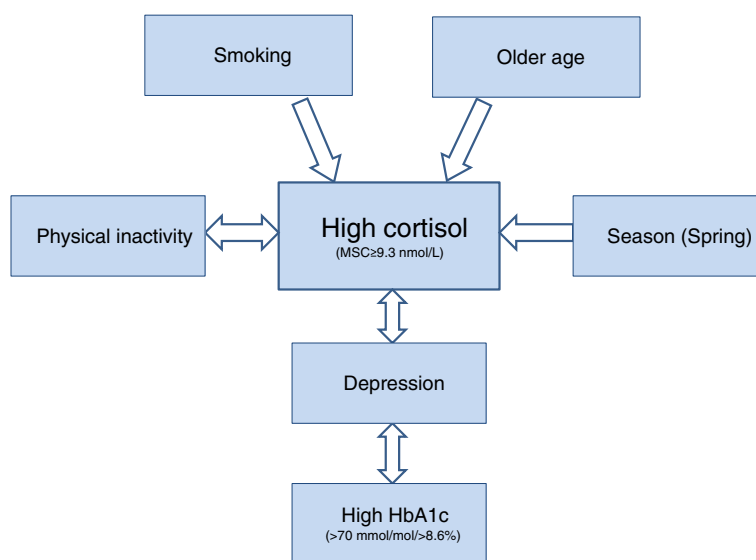 Smoking
Older age
High cortisol
(MSC≥9.3 nmol/L)
Physical inactivity
Season (Spring)
Depression
High HbA1c
(>70 mmol/mol/>8.6%)